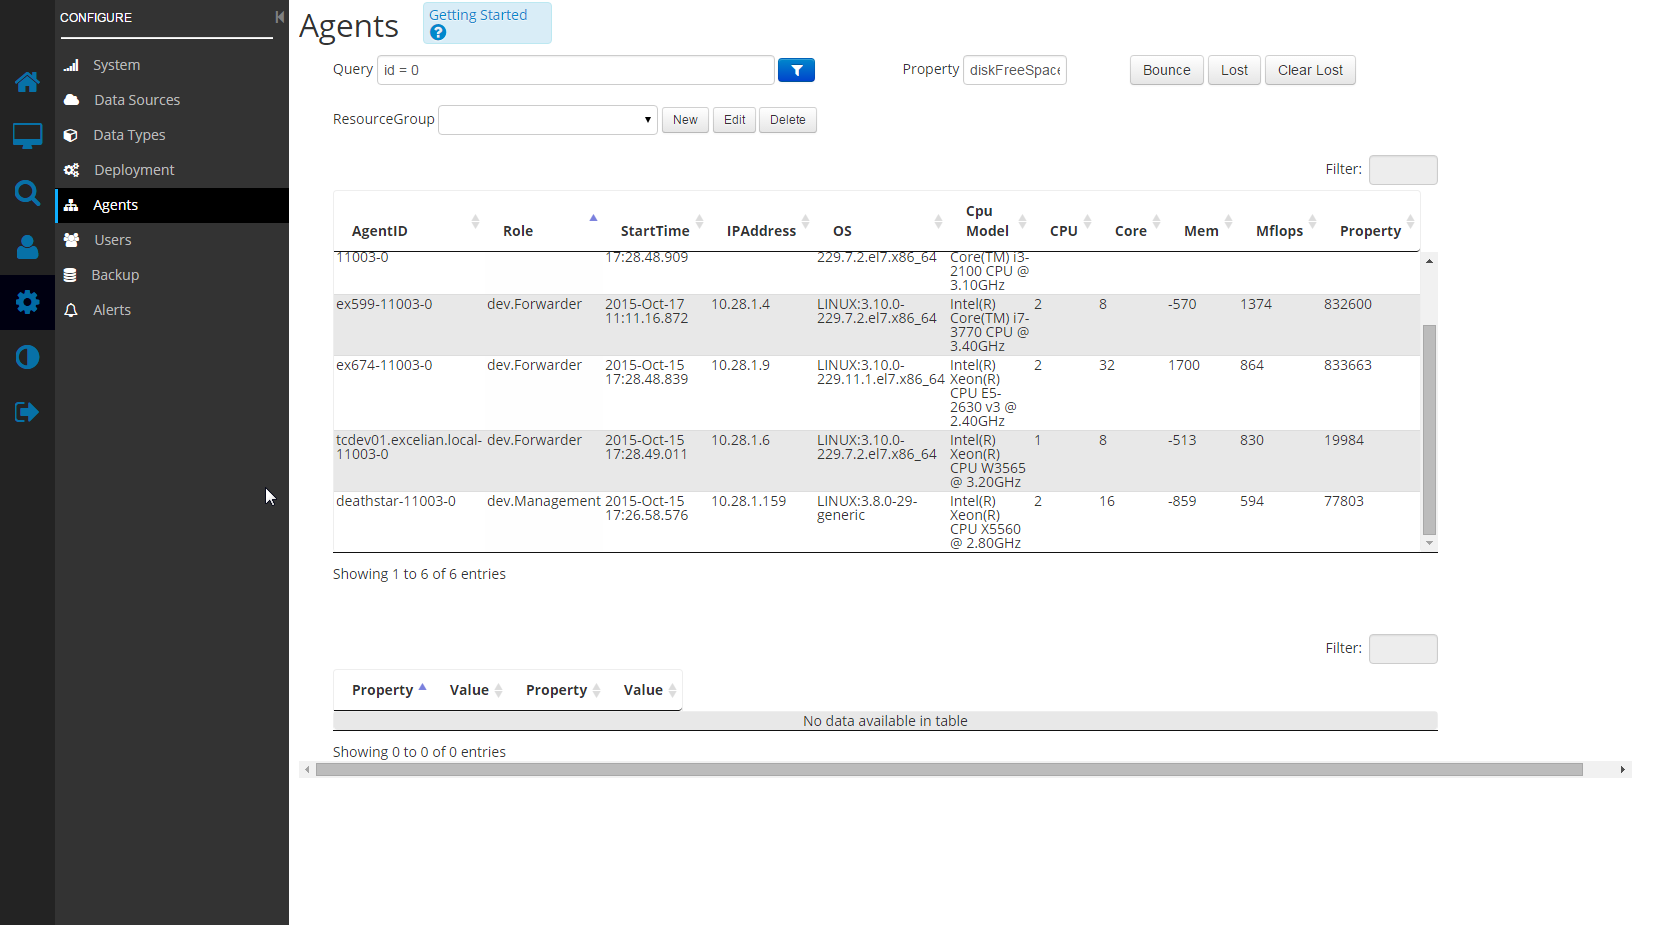 CONFIGURE
System
Data Sources
Data Types
Deployment
Agents
Users
Backup
Alerts
Agents
Getting Started
?
Query id = 0
Property diskFreeSpace
Bounce Lost Clear Lost
ResourceGroup New Edit Delete
Filter:
AgentID Role StartTime IPAddress OS Cpu Model CPU Core Mem Mflops Property
11003-0 17:28.48.909 229.7.2.el7.x86_64 Core(TM) i3-
2100 CPU @
3.10GHz
ex599-11003-0 dev.Forwarder 2015-Oct-17 10.28.1.4 LINUX:3.10.0- Intel(R) 2 8 -570 1374 832600
11:11.16.872 229.7.2.el7.x86_64 Core(TM) i7-
3770 CPU @
3.40GHz
ex674-11003-0 dev.Forwarder 2015-Oct-15 10.28.1.9 LINUX:3.10.0- Intel(R) 2 32 1700 864 833663
17:28.48.839 229.11.1.el7.x86_64 Xeon(R)
CPU E5-
2630 v3 @
2.40GHz
tcdev01.excelian.local- dev.Forwarder 2015-Oct-15 10.28.1.6 LINUX:3.10.0- Intel(R) 1 8 -513 830 19984
11003-0 17:28.49.011 229.7.2.el7.x86_64 Xeon(R)
CPU W3565
@ 3.20GHz
deathstar-11003-0 dev.Management 2015-Oct-15 10.28.1.159 LINUX:3.8.0-29- Intel(R) 2 16 -859 594 77803
17:26.58.576 generic Xeon(R)
CPU X5560
@ 2.80GHz
Showing 1 to 6 of 6 entries
Filter:
Property Value Property Value
No data available in table
Showing 0 to 0 of 0 entries